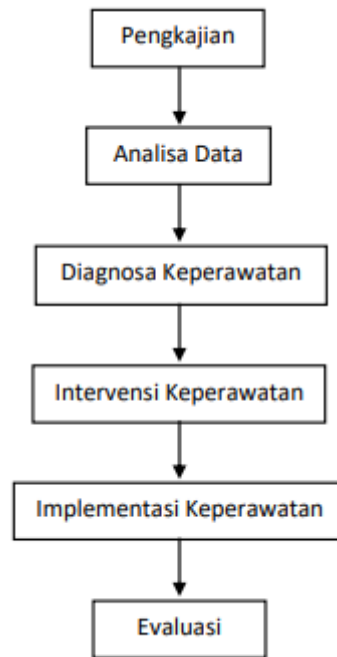 Pengkajian
Analisa Data
Diagnosa Keperawatan
Intervensi Keperawatan
Implementasi Keperawatan
Evaluasi